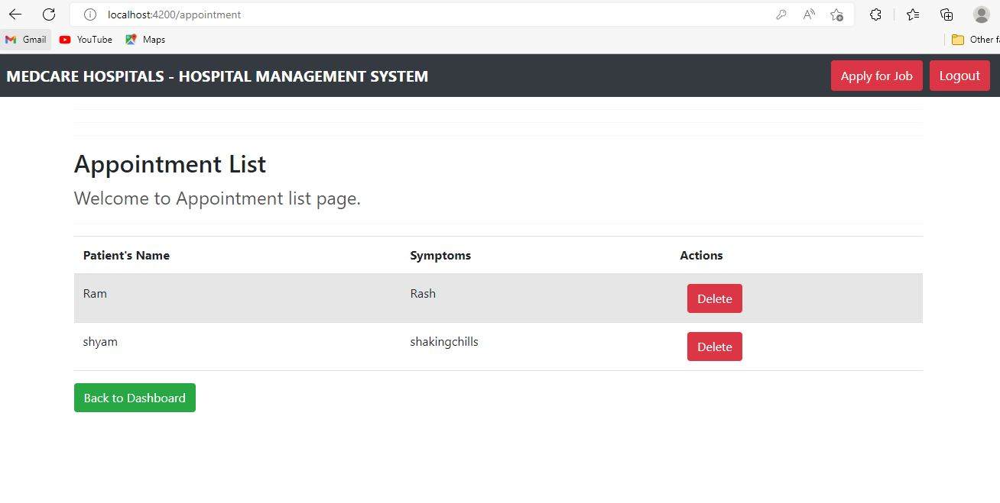 localhost:4200/appointment
Gmail YouTube Maps
MEDCARE HOSPITALS - HOSPITAL MANAGEMENT SYSTEM Apply for Job Logout
Appointment List
Welcome to Appointment list page.
Patient's Name Symptoms Actions
Ram Rash Delete
shyam shakingchills Delete
Back to Dashboard